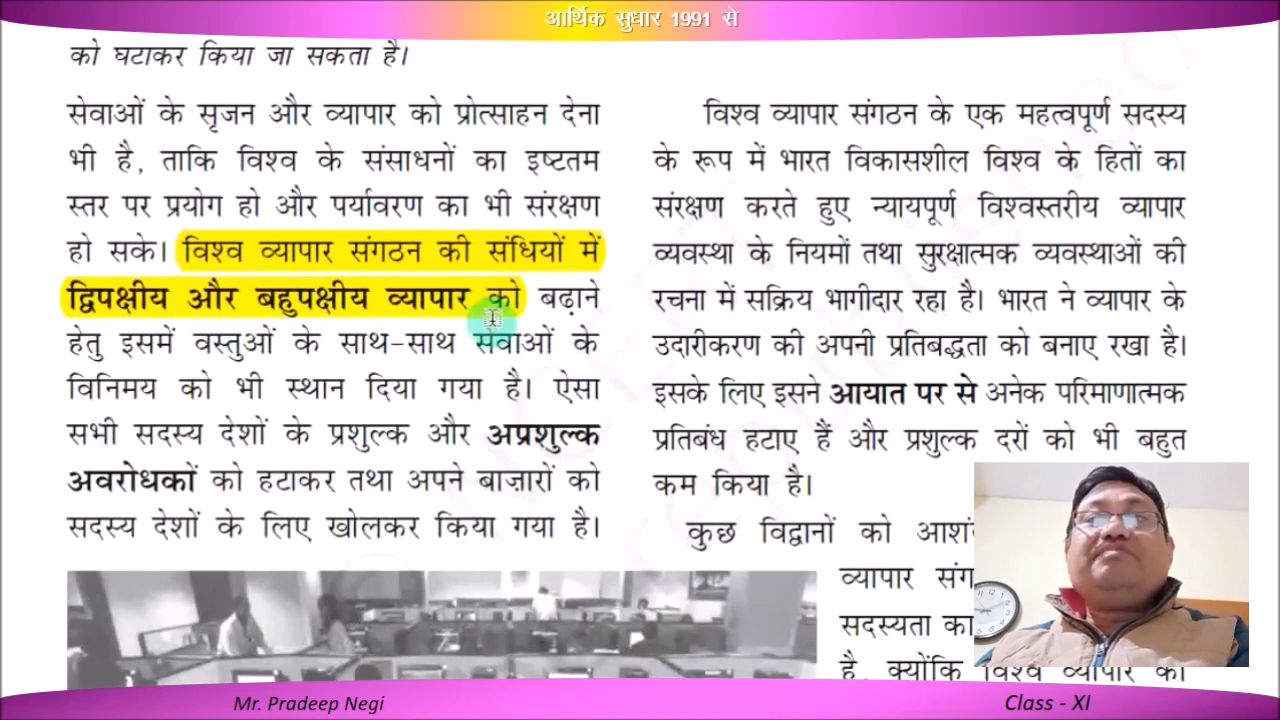 आर्थिक सुधार 1991 से
को घटाकर किया जा सकता है।
सेवाओं के सृजन और व्यापार को प्रोत्साहन देना
भी है, ताकि विश्व के संसाधनों का इष्टतम
स्तर पर प्रयोग हो और पर्यावरण का भी संरक्षण
हो सके। विश्व व्यापार संगठन की संधियों में
द्विपक्षीय और बहुपक्षीय व्यापार को बढ़ाने
हेतु इसमें वस्तुओं के साथ-साथ सेवाओं के
विनिमय को भी स्थान दिया गया है। ऐसा
सभी सदस्य देशों के प्रशुल्क और अप्रशुल्क
अवरोधकों को हटाकर तथा अपने बाज़ारों को
सदस्य देशों के लिए खोलकर किया गया है।
विश्व व्यापार संगठन के एक महत्वपूर्ण सदस्य
के रूप में भारत विकासशील विश्व के हितों का
संरक्षण करते हुए न्यायपूर्ण विश्वस्तरीय व्यापार
व्यवस्था के नियमों तथा सुरक्षात्मक व्यवस्थाओं की
रचना में सक्रिय भागीदार रहा है। भारत ने व्यापार के
उदारीकरण की अपनी प्रतिबद्धता को बनाए रखा है।
इसके लिए इसने आयात पर से अनेक परिमाणात्मक
प्रतिबंध हटाए हैं और प्रशुल्क दरों को भी बहुत
कम किया है।
कुछ विद्वानों को
व्यापार
सदस्यता का
है, क्योंकि विश्व व्यापार
Mr. Pradeep Negi
Class - XI